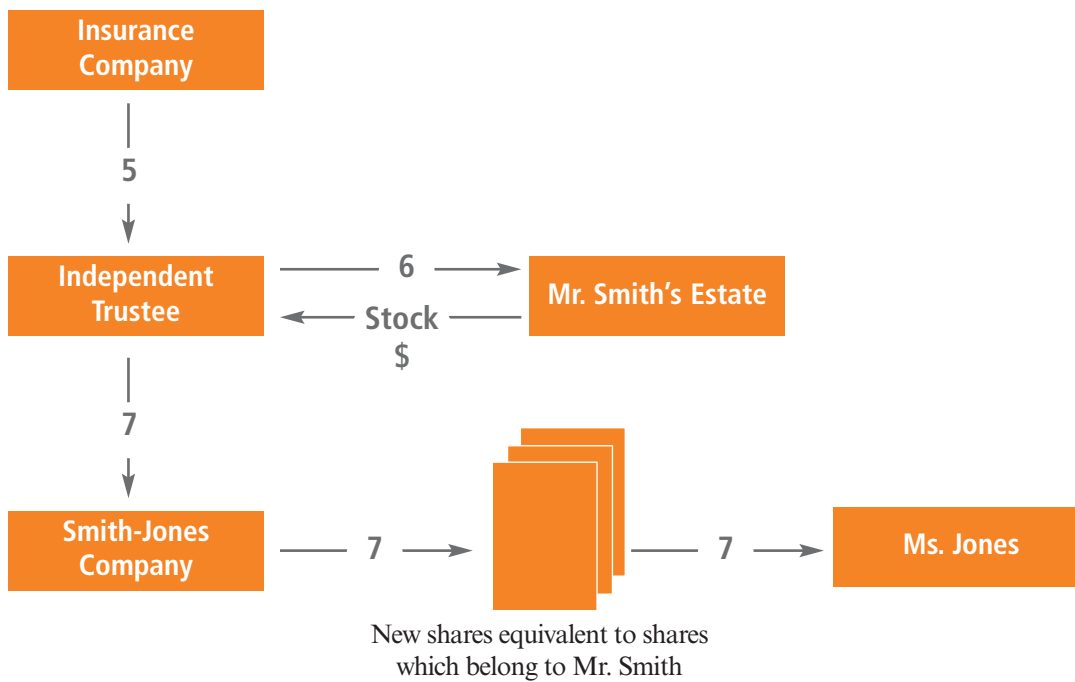 Insurance
Company
5
Independent
Trustee
6
Stock
$
Mr. Smith's Estate
7
Smith-Jones
Company
7
7
Ms. Jones
New shares equivalent to shares
which belong to Mr. Smith